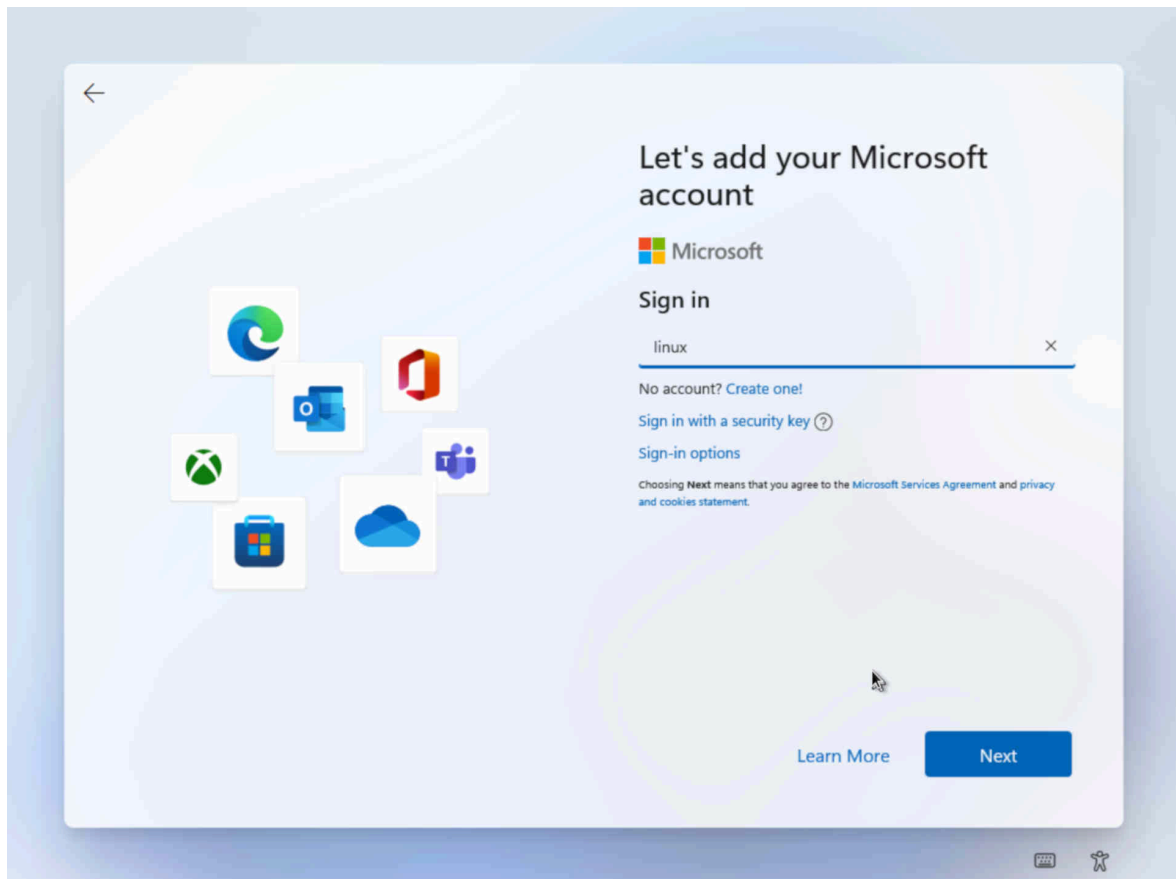 Let's add your Microsoft
account
Microsoft
Sign in
linux
No account? Create one!
Sign in with a security key
Sign-in options
Choosing Next means that you agree to the Microsoft Services Agreement and privacy
and cookies statement.
Learn More
Next